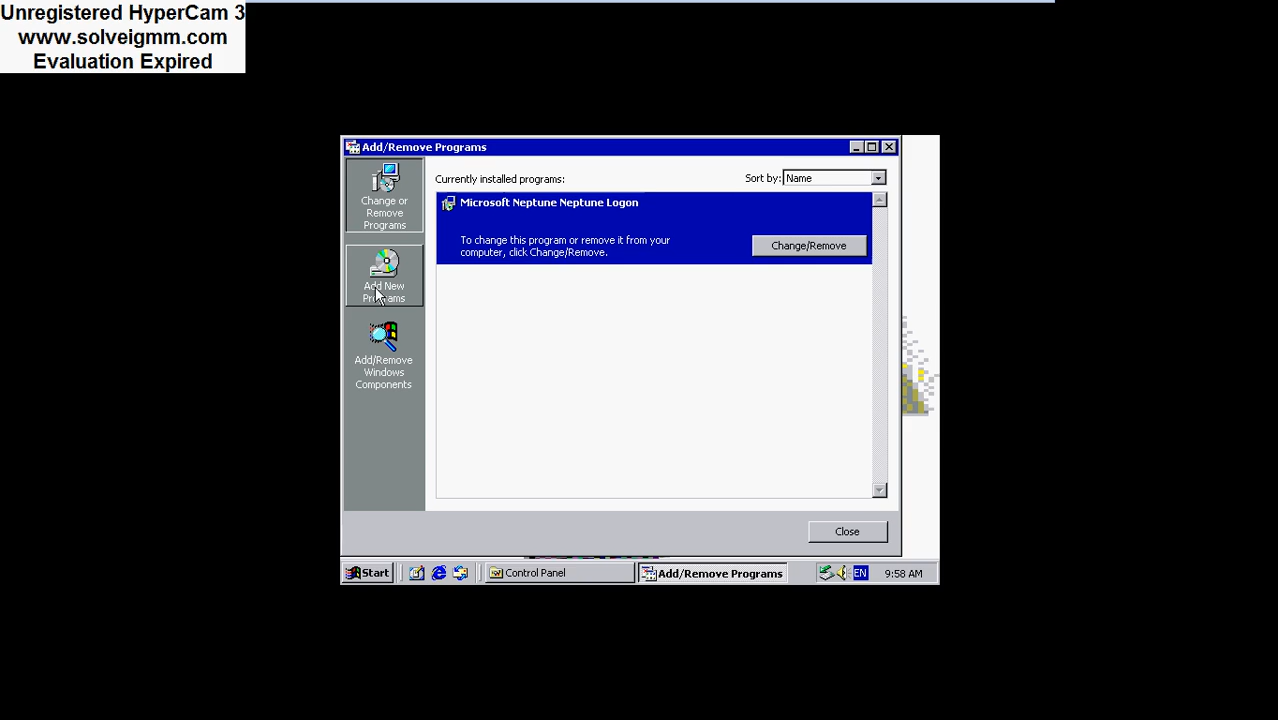 Unregistered HyperCam 3
www.solveigmm.com
Evaluation Expired
Add/Remove Programs
Change or
Remove
Programs
Add New
Programs
Add/Remove
Windows
Components
Currently installed programs:
Sort by:
Name
Microsoft Neptune Neptune Logon
To change this program or remove it from your
computer, click Change/Remove.
Change/Remove
Close
Start
Control Panel
Add/Remove Programs
EN
9:58 AM